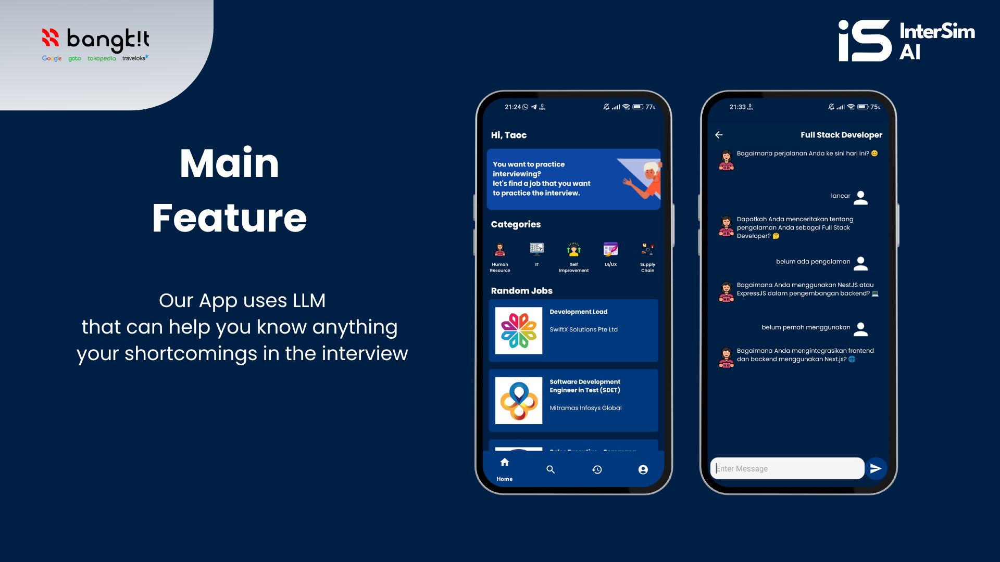 bangk!t
Google goto tokopedia traveloka
InterSim
AI
Main
Feature
Our App uses LLM
that can help you know anything
your shortcomings in the interview
21:24
77%
Hi, Taoc
You want to practice
interviewing?
let's find a job that you want
to practice the interview.
Categories
Human
Resource
IT
Self
Improvement
UI/UX
Supply
Chain
Random Jobs
Development Lead
SwiftX Solutions Pte Ltd
Software Development
Engineer in Test (SDET)
Mitramas Infosys Global
Home
21:33
75%
Full Stack Developer
Bagaimana perjalanan Anda ke sini hari ini? 😊
HR
lancar
Dapatkah Anda menceritakan tentang
pengalaman Anda sebagai Full Stack
Developer? 🤔
HR
belum ada pengalaman
Bagaimana Anda menggunakan NestJS atau
ExpressJS dalam pengembangan backend? 💻
HR
belum pernah menggunakan
Bagaimana Anda mengintegrasikan frontend
dan backend menggunakan Next.js? 🌐
HR
Enter Message